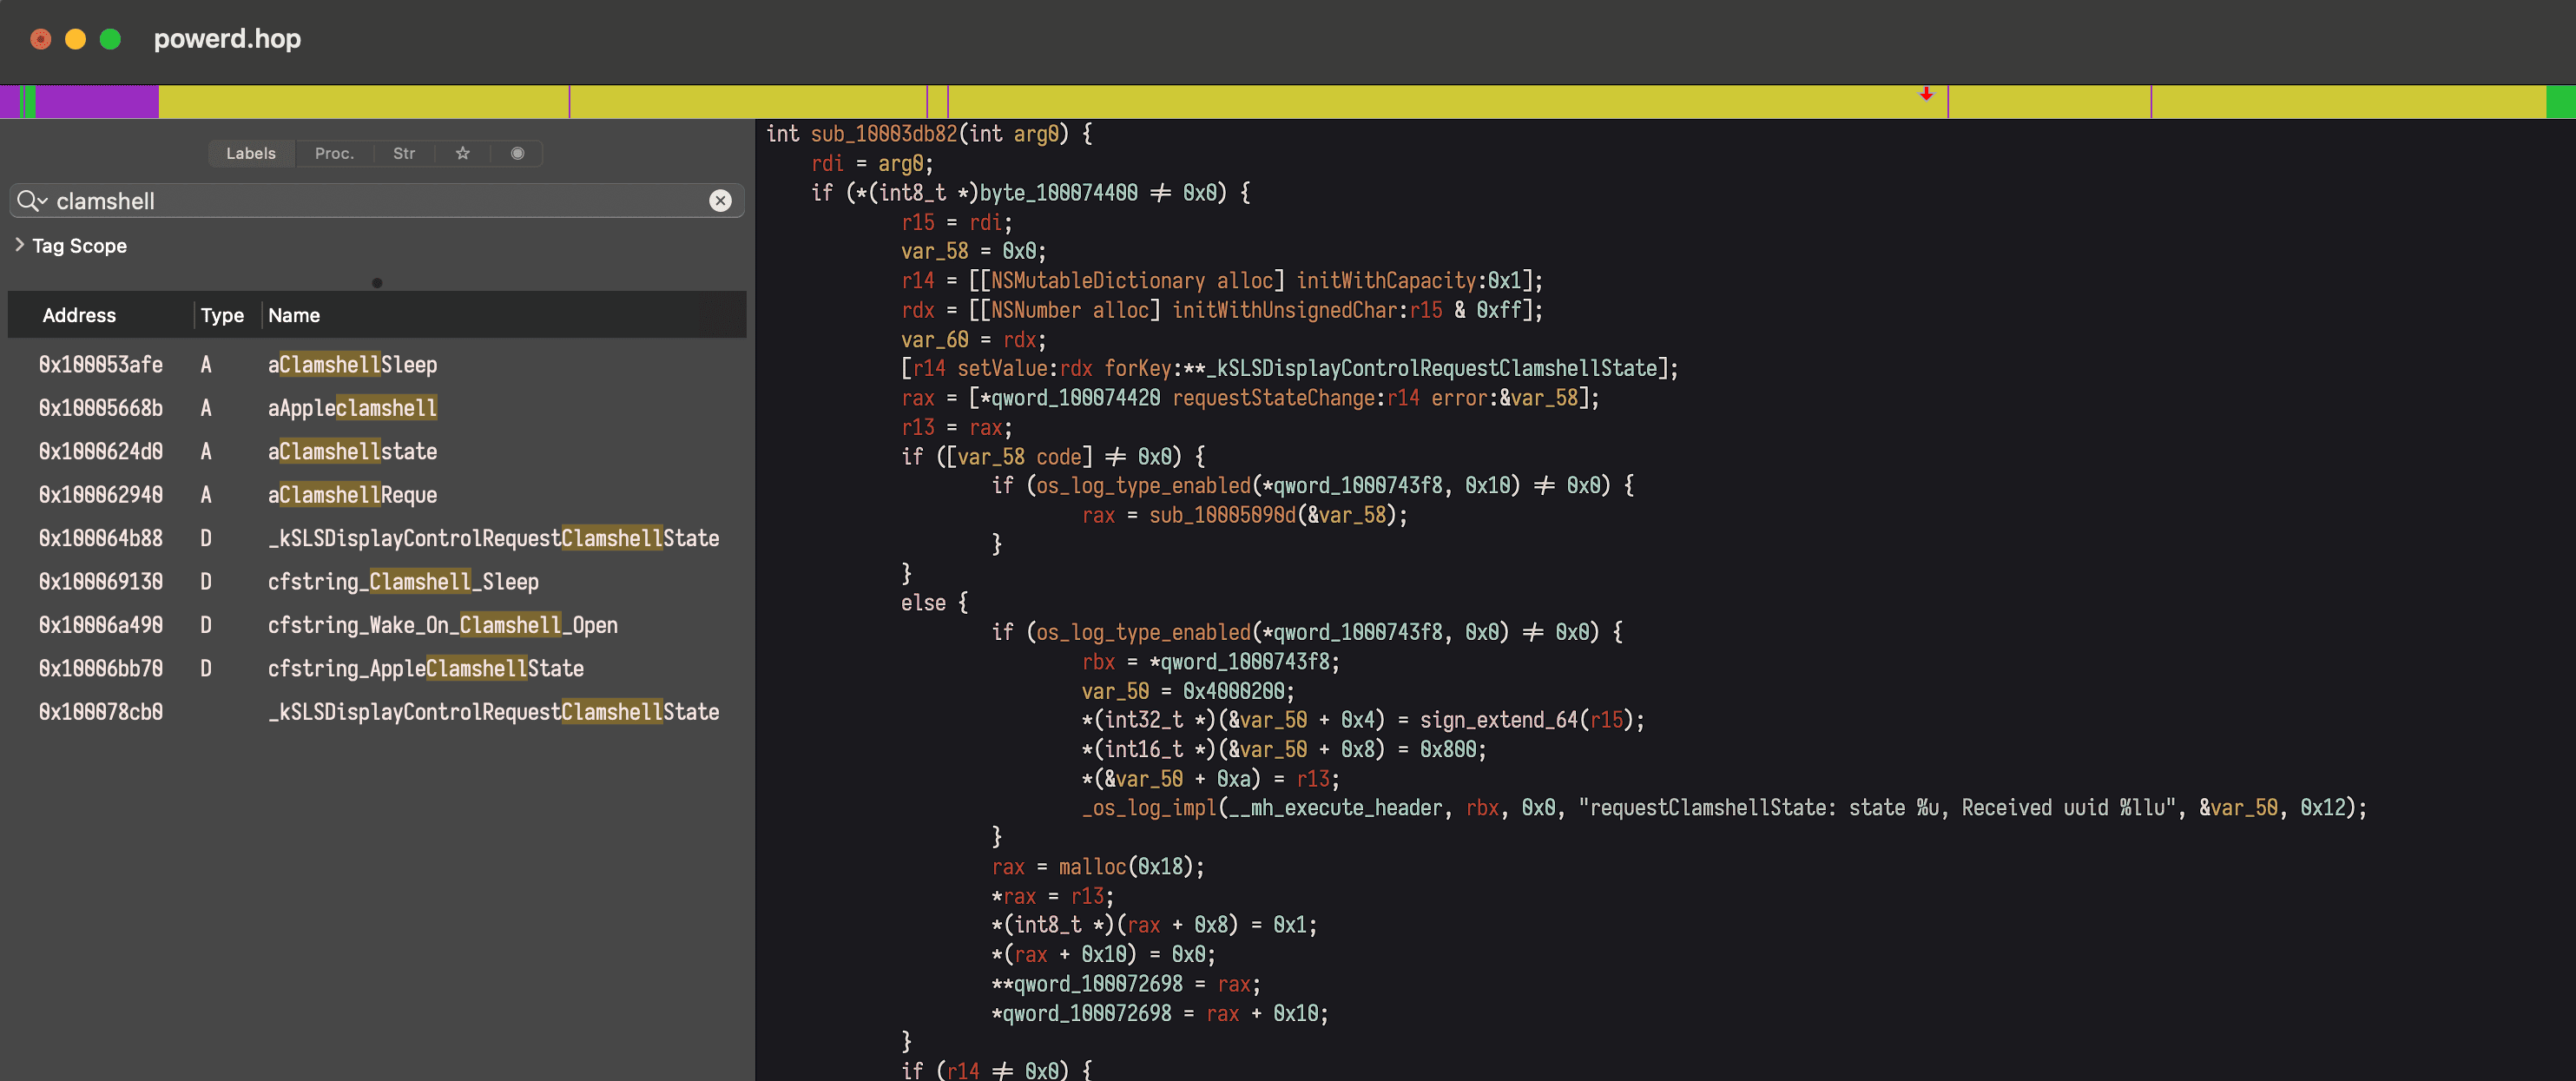 powerd.hop
Labels Proc. Str
clamshell
Tag Scope
Address Type Name
0x100053afe A aClamshellSleep
0x10005668b A aAppleclamshell
0x1000624d0 A aClamshellstate
0x100062940 A aClamshellReque
0x100064b88 D _kSLSDisplayControlRequestClamshellState
0x100069130 D cfstring_Clamshell_Sleep
0x10006a490 D cfstring_Wake_On_Clamshell_Open
0x10006bb70 D cfstring_AppleClamshellState
0x100078cb0 _kSLSDisplayControlRequestClamshellState
int sub_10003db82(int arg0) {
rdi = arg0;
if (*(int8_t *)byte_100074400 ≠ 0x0) {
r15 = rdi;
var_58 = 0x0;
r14 = [[NSMutableDictionary alloc] initWithCapacity:0x1];
rdx = [[NSNumber alloc] initWithUnsignedChar:r15 & 0xff];
var_60 = rdx;
[r14 setValue:rdx forKey:**_kSLSDisplayControlRequestClamshellState];
rax = [*qword_100074420 requestStateChange:r14 error:&var_58];
r13 = rax;
if ([var_58 code] ≠ 0x0) {
if (os_log_type_enabled(*qword_1000743f8, 0x10) ≠ 0x0) {
rax = sub_10005090d(&var_58);
}
}
else {
if (os_log_type_enabled(*qword_1000743f8, 0x0) ≠ 0x0) {
rbx = *qword_1000743f8;
var_50 = 0x4000200;
*(int32_t *)(&var_50 + 0x4) = sign_extend_64(r15);
*(int16_t *)(&var_50 + 0x8) = 0x800;
*(&var_50 + 0xa) = r13;
_os_log_impl(__mh_execute_header, rbx, 0x0, "requestClamshellState: state %u, Received uuid %llu", &var_50, 0x12);
}
rax = malloc(0x18);
*rax = r13;
*(int8_t *)(rax + 0x8) = 0x1;
*(rax + 0x10) = 0x0;
**qword_100072698 = rax;
*qword_100072698 = rax + 0x10;
}
if (r14 ≠ 0x0) {